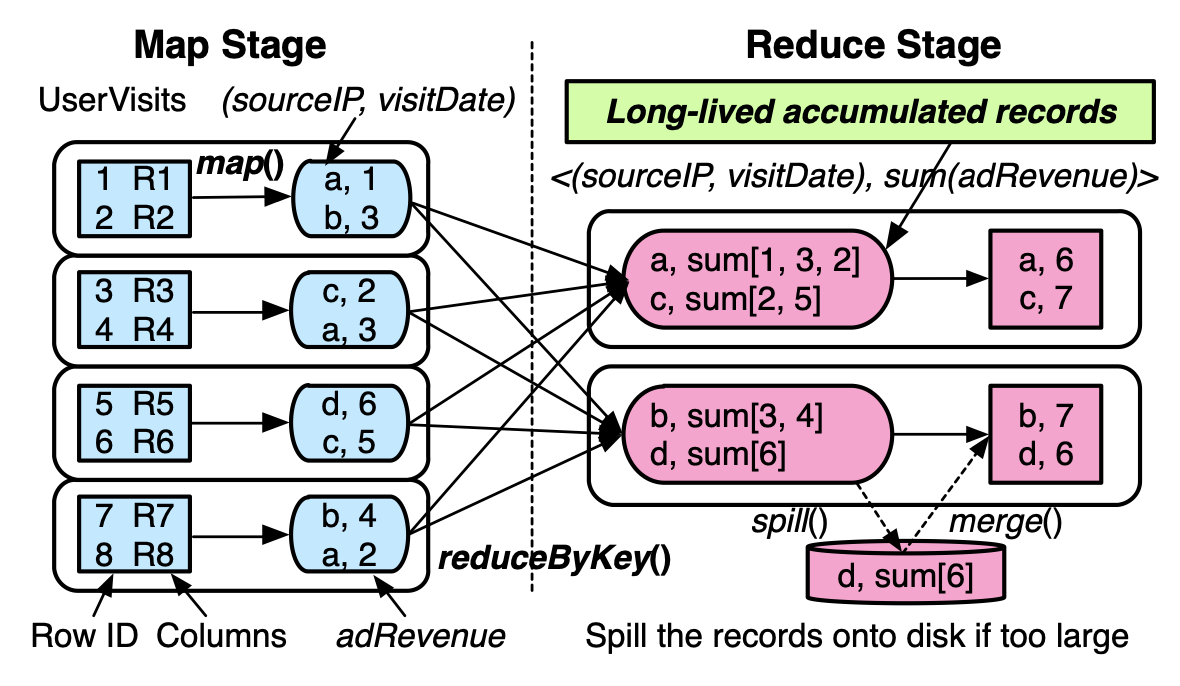 Map Stage
Reduce Stage
UserVisits (sourceIP, visitDate)
Long-lived accumulated records
<(sourceIP, visitDate), sum(adRevenue)>
map()
1 R1
2 R2
a, 1
b, 3
3 R3
4 R4
c, 2
a, 3
5 R5
6 R6
d, 6
c, 5
7 R7
8 R8
b, 4
a, 2
reduceByKey()
Row ID Columns
adRevenue
a, sum[1, 3, 2]
c, sum[2, 5]
a, 6
c, 7
b, sum[3, 4]
d, sum[6]
b, 7
d, 6
spill()
merge()
d, sum[6]
Spill the records onto disk if too large